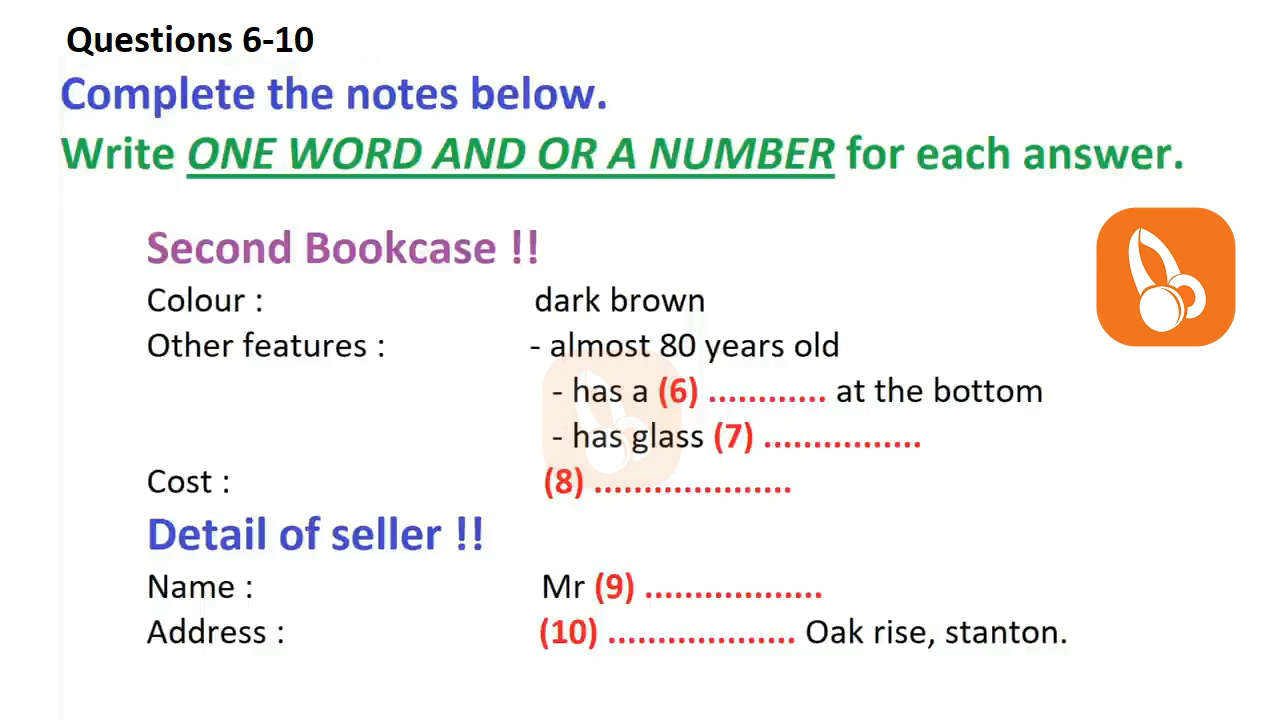 Questions 6-10
Complete the notes below.
Write ONE WORD AND OR A NUMBER for each answer.
Second Bookcase !!
Colour : dark brown
Other features : - almost 80 years old
- has a (6) ............ at the bottom
- has glass (7) ................
Cost : (8) ....................
Detail of seller !!
Name : Mr (9) ..................
Address : (10) ................... Oak rise, stanton.